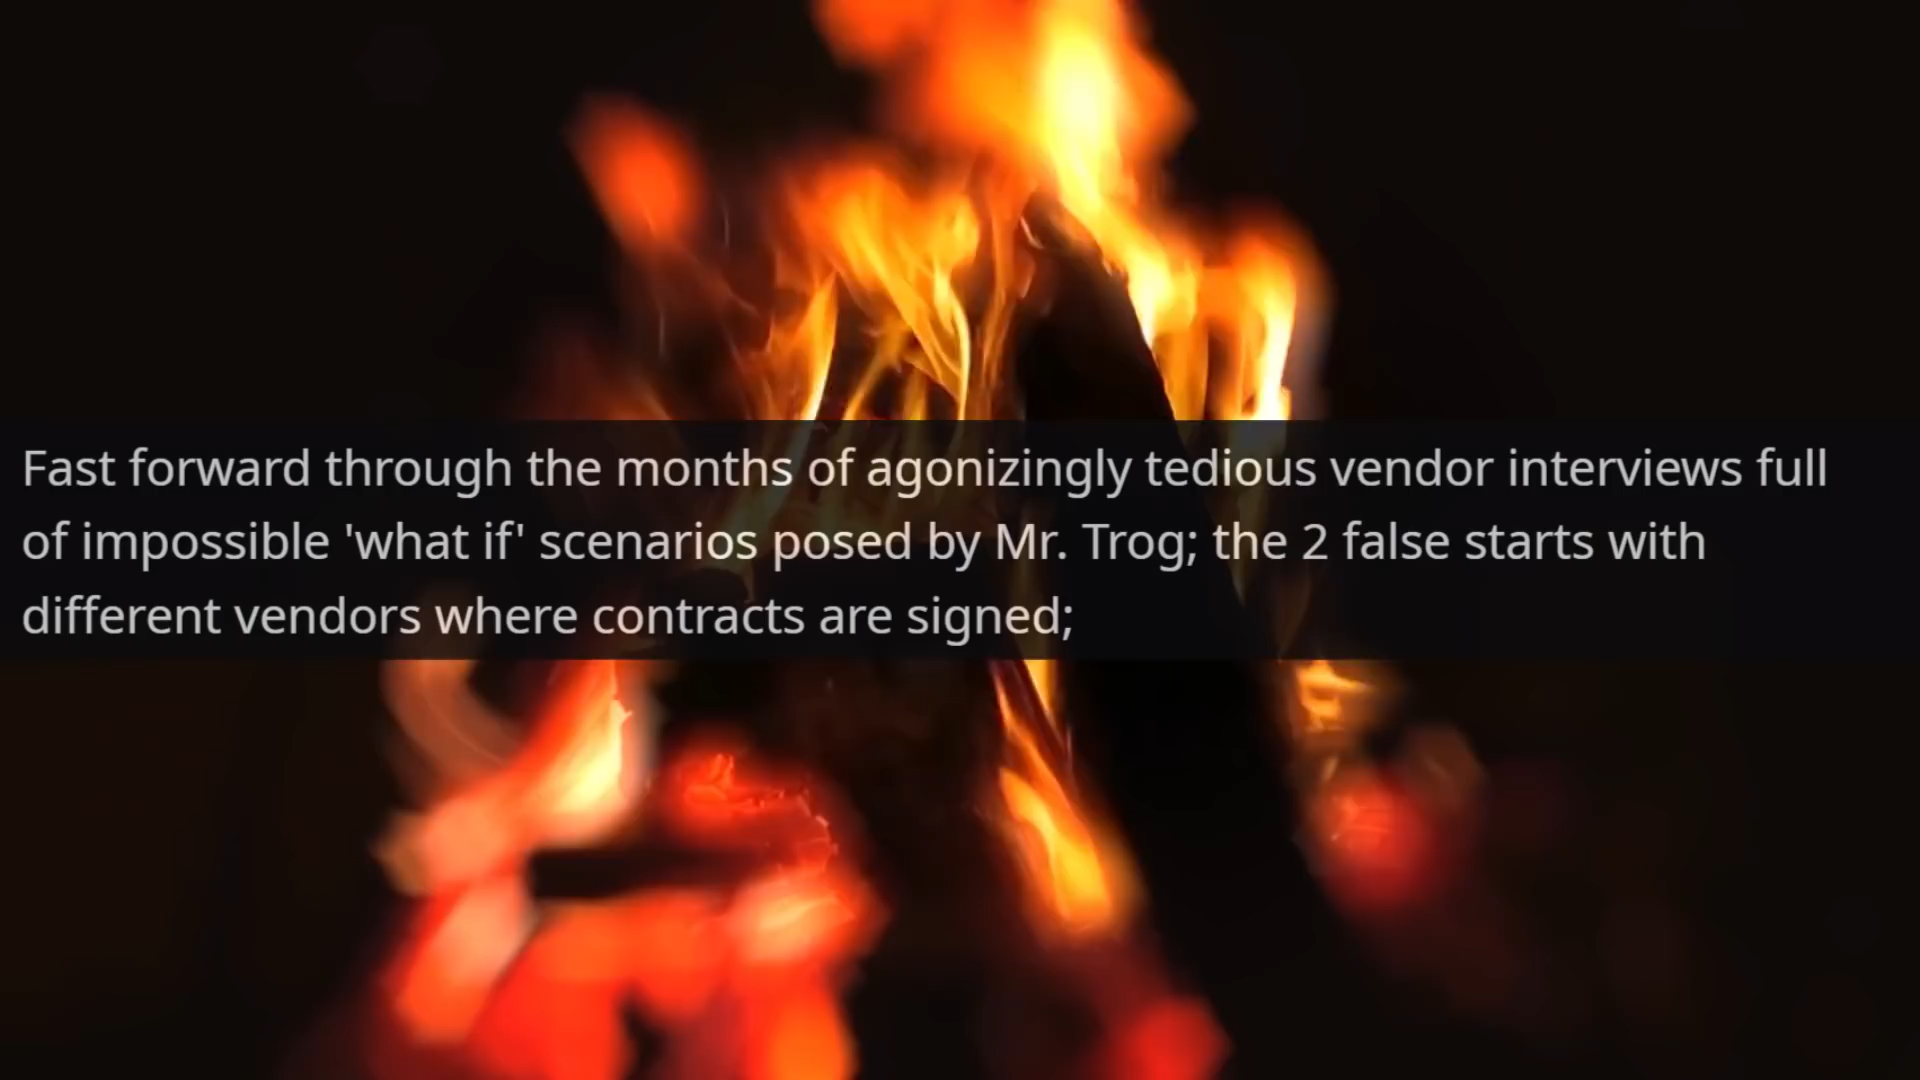 Fast forward through the months of agonizingly tedious vendor interviews full
of impossible 'what if' scenarios posed by Mr. Trog; the 2 false starts with
different vendors where contracts are signed;